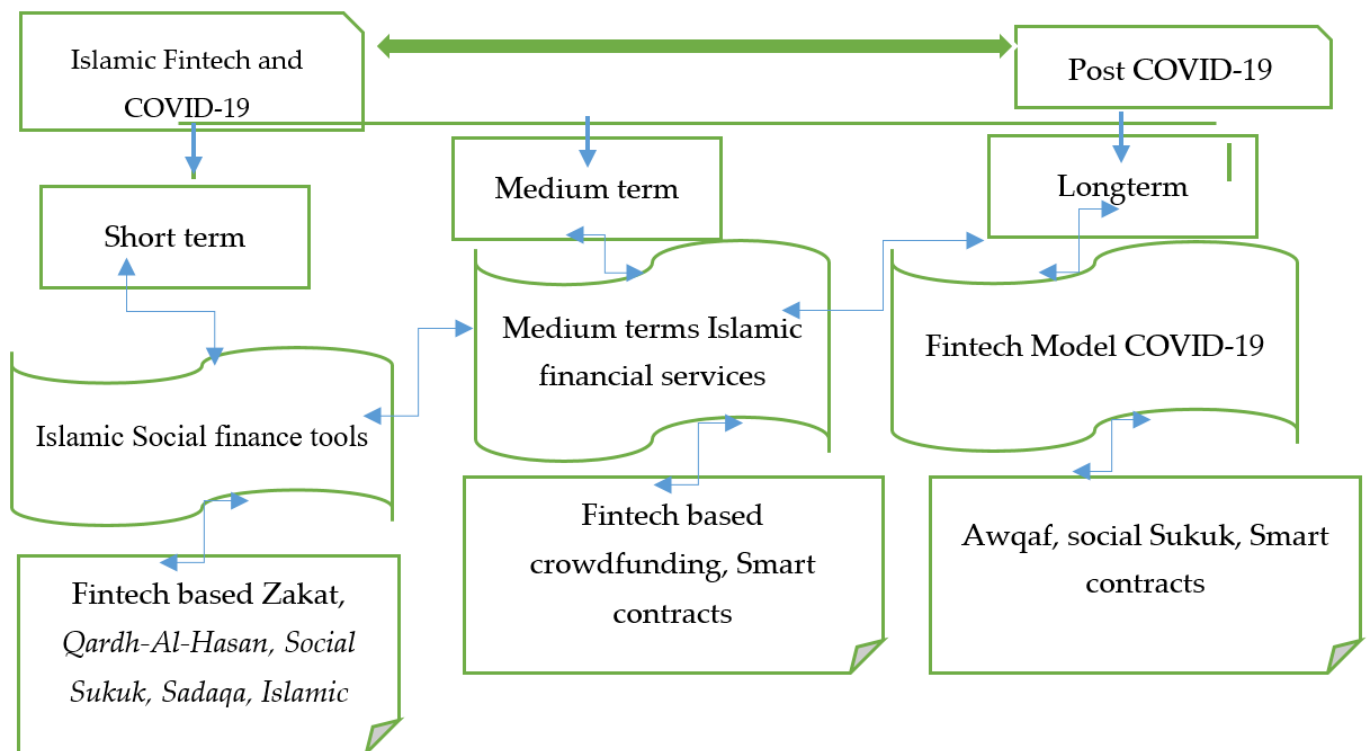 Islamic Fintech and
COVID-19
Post COVID-19
Short term
Medium term
Longterm
Islamic Social finance tools
Medium terms Islamic
financial services
Fintech Model COVID-19
Fintech based Zakat,
Qardh-Al-Hasan, Social
Sukuk, Sadaqa, Islamic
Fintech based
crowdfunding, Smart
contracts
Awqaf, social Sukuk, Smart
contracts